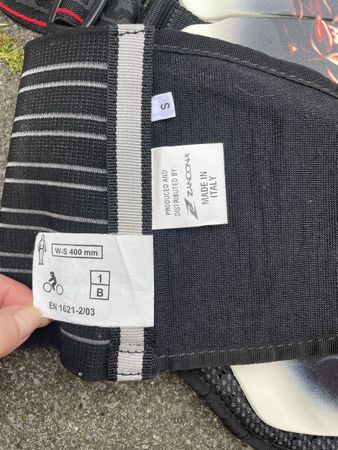 S
PRODUCED AND
DISTRIBUTED BY:
ZANDONA
MADE IN
ITALY
W-S 400 mm
1
B
EN 1621-2/03